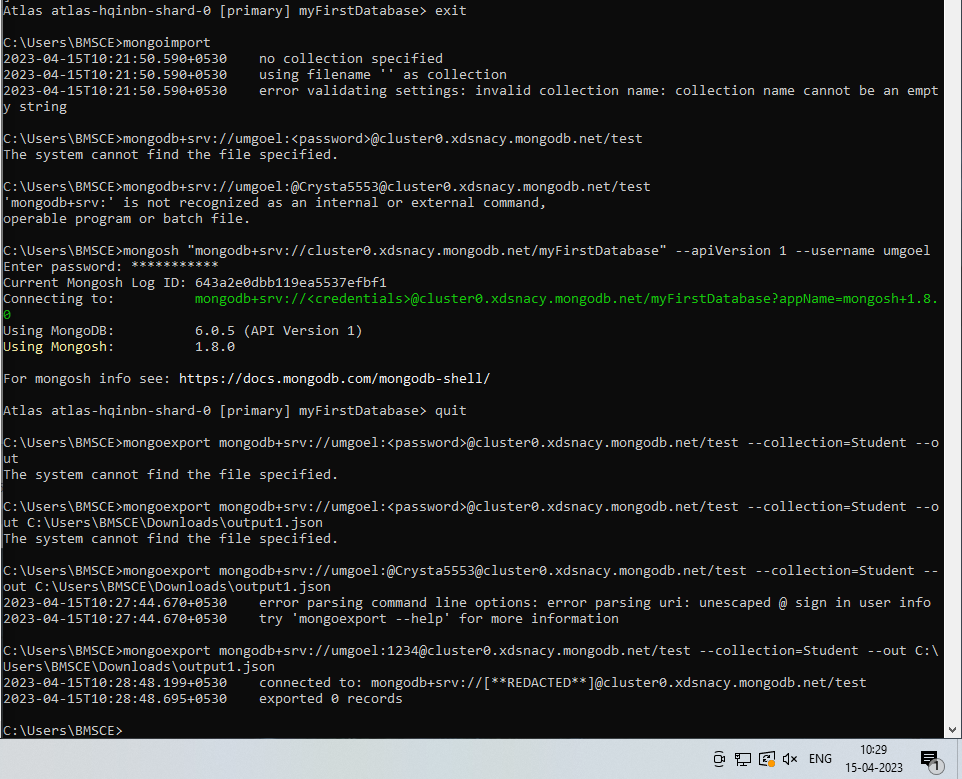 Atlas atlas-hqinbn-shard-0 [primary] myFirstDatabase> exit
C:\Users\BMSCE>mongoimport
2023-04-15T10:21:50.590+0530    no collection specified
2023-04-15T10:21:50.590+0530    using filename '' as collection
2023-04-15T10:21:50.590+0530    error validating settings: invalid collection name: collection name cannot be an empt
y string
C:\Users\BMSCE>mongodb+srv://umgoel:<password>@cluster0.xdsnacy.mongodb.net/test
The system cannot find the file specified.
C:\Users\BMSCE>mongodb+srv://umgoel:@Crysta5553@cluster0.xdsnacy.mongodb.net/test
'mongodb+srv:' is not recognized as an internal or external command,
operable program or batch file.
C:\Users\BMSCE>mongosh "mongodb+srv://cluster0.xdsnacy.mongodb.net/myFirstDatabase" --apiVersion 1 --username umgoel
Enter password: ***********
Current Mongosh Log ID: 643a2e0dbb119ea5537efbf1
Connecting to:          mongodb+srv://<credentials>@cluster0.xdsnacy.mongodb.net/myFirstDatabase?appName=mongosh+1.8.
0
Using MongoDB:          6.0.5 (API Version 1)
Using Mongosh:          1.8.0
For mongosh info see: https://docs.mongodb.com/mongodb-shell/
Atlas atlas-hqinbn-shard-0 [primary] myFirstDatabase> quit
C:\Users\BMSCE>mongoexport mongodb+srv://umgoel:<password>@cluster0.xdsnacy.mongodb.net/test --collection=Student --o
ut
The system cannot find the file specified.
C:\Users\BMSCE>mongoexport mongodb+srv://umgoel:<password>@cluster0.xdsnacy.mongodb.net/test --collection=Student --o
ut C:\Users\BMSCE\Downloads\output1.json
The system cannot find the file specified.
C:\Users\BMSCE>mongoexport mongodb+srv://umgoel:@Crysta5553@cluster0.xdsnacy.mongodb.net/test --collection=Student --
out C:\Users\BMSCE\Downloads\output1.json
2023-04-15T10:27:44.670+0530    error parsing command line options: error parsing uri: unescaped @ sign in user info
2023-04-15T10:27:44.670+0530    try 'mongoexport --help' for more information
C:\Users\BMSCE>mongoexport mongodb+srv://umgoel:1234@cluster0.xdsnacy.mongodb.net/test --collection=Student --out C:\
Users\BMSCE\Downloads\output1.json
2023-04-15T10:28:48.199+0530    connected to: mongodb+srv://[**REDACTED**]@cluster0.xdsnacy.mongodb.net/test
2023-04-15T10:28:48.695+0530    exported 0 records
C:\Users\BMSCE>
ENG
10:29
15-04-2023
1